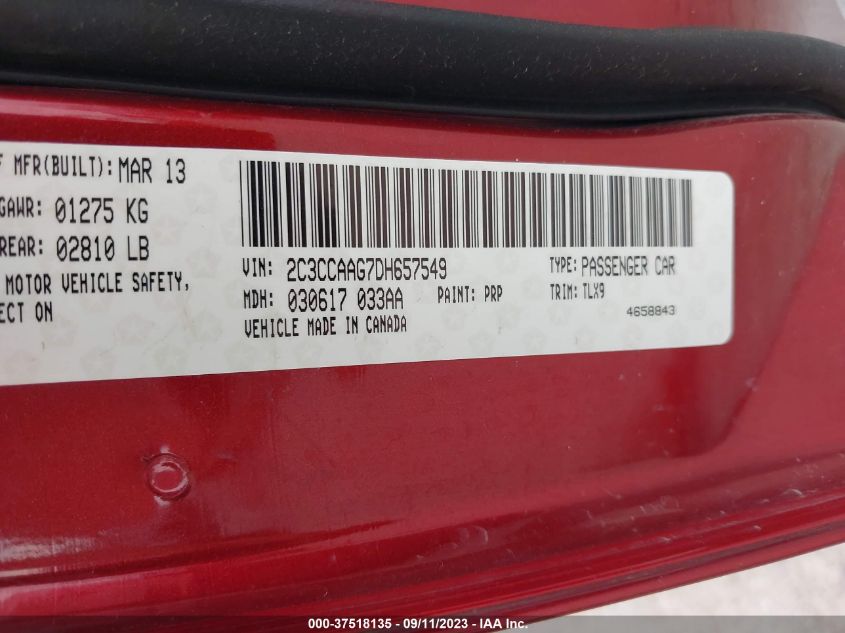 MFR(BUILT): MAR 13
GAWR: 01275 KG
REAR: 02810 LB
MOTOR VEHICLE SAFETY,
ECT ON
VIN: 2C3CCAAG7DH657549
TYPE: PASSENGER CAR
MDH: 030617 033AA
PAINT: PRP
TRIM: TLX9
VEHICLE MADE IN CANADA
4658843
000-37518135 - 09/11/2023 - IAA Inc.